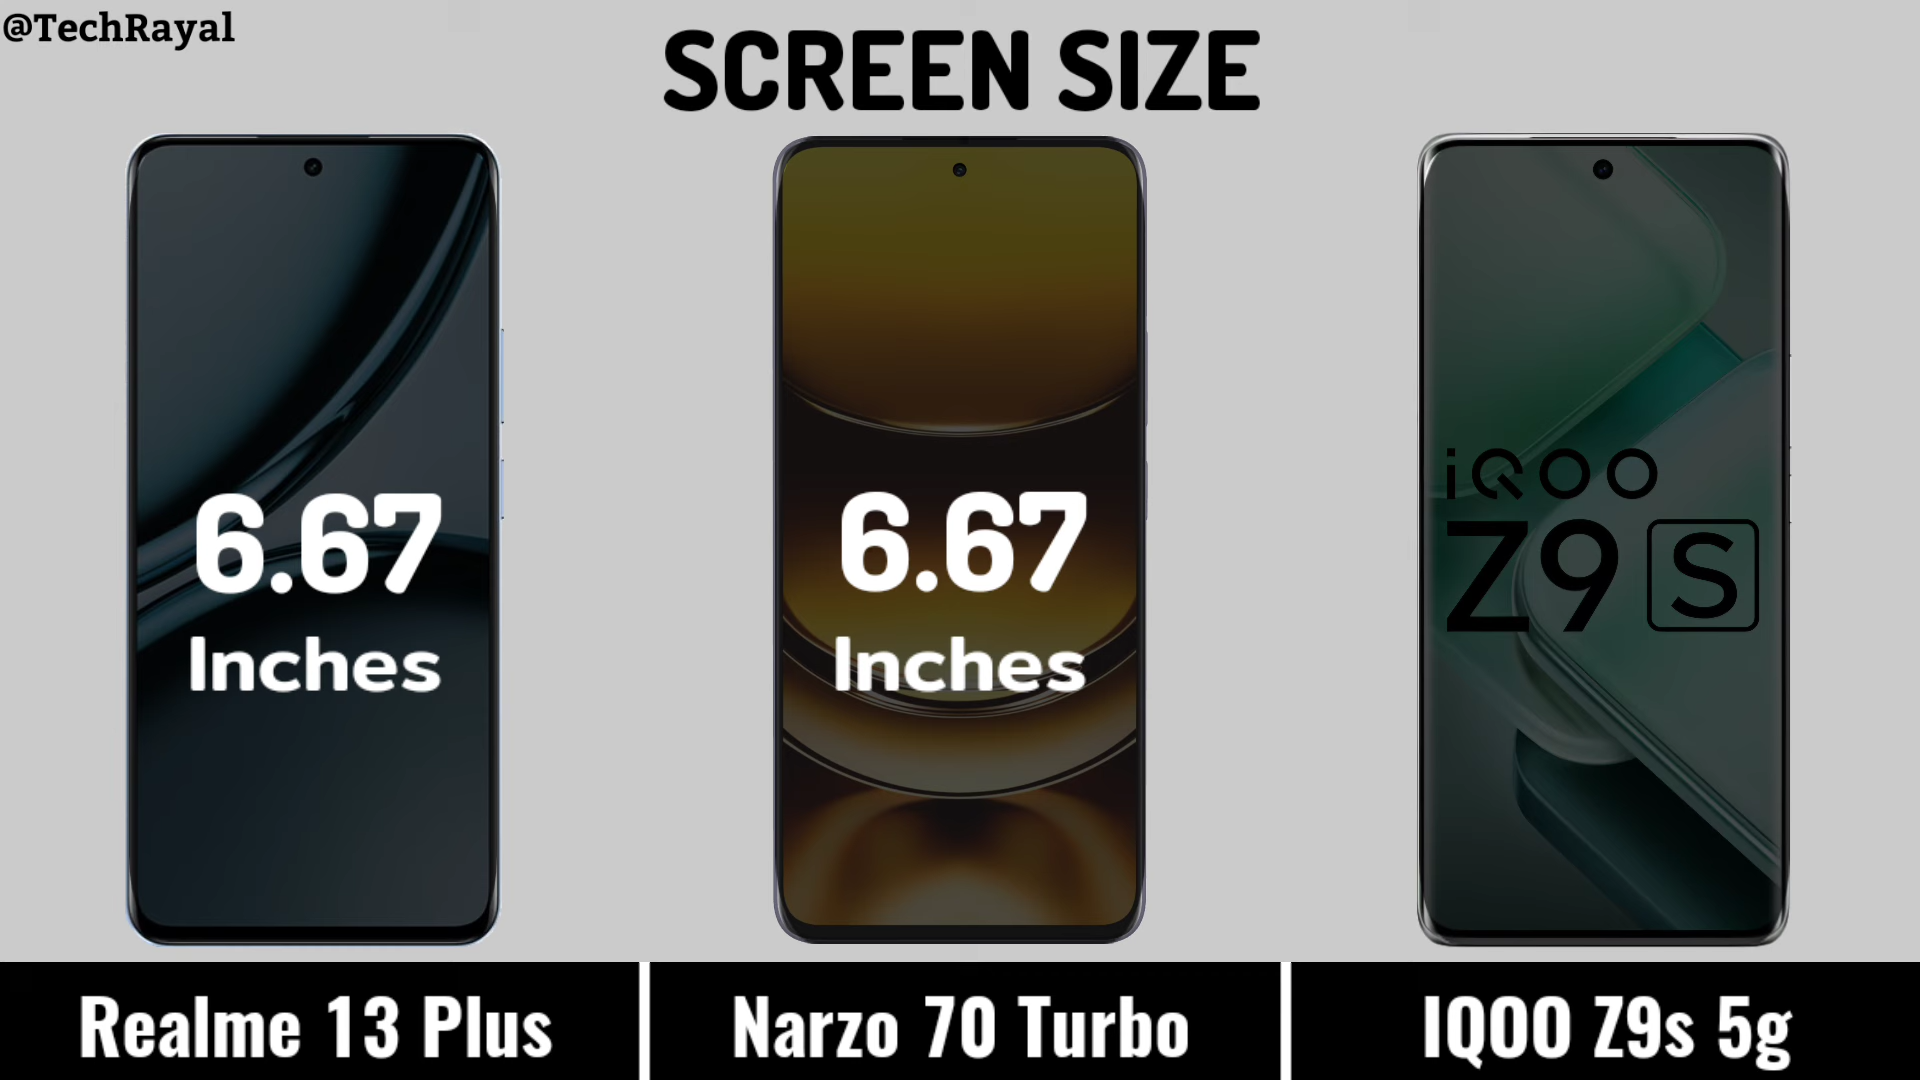 @TechRayal
SCREEN SIZE
6.67
Inches
6.67
Inches
iQOO
Z9 S
Realme 13 Plus
Narzo 70 Turbo
IQOO Z9s 5g